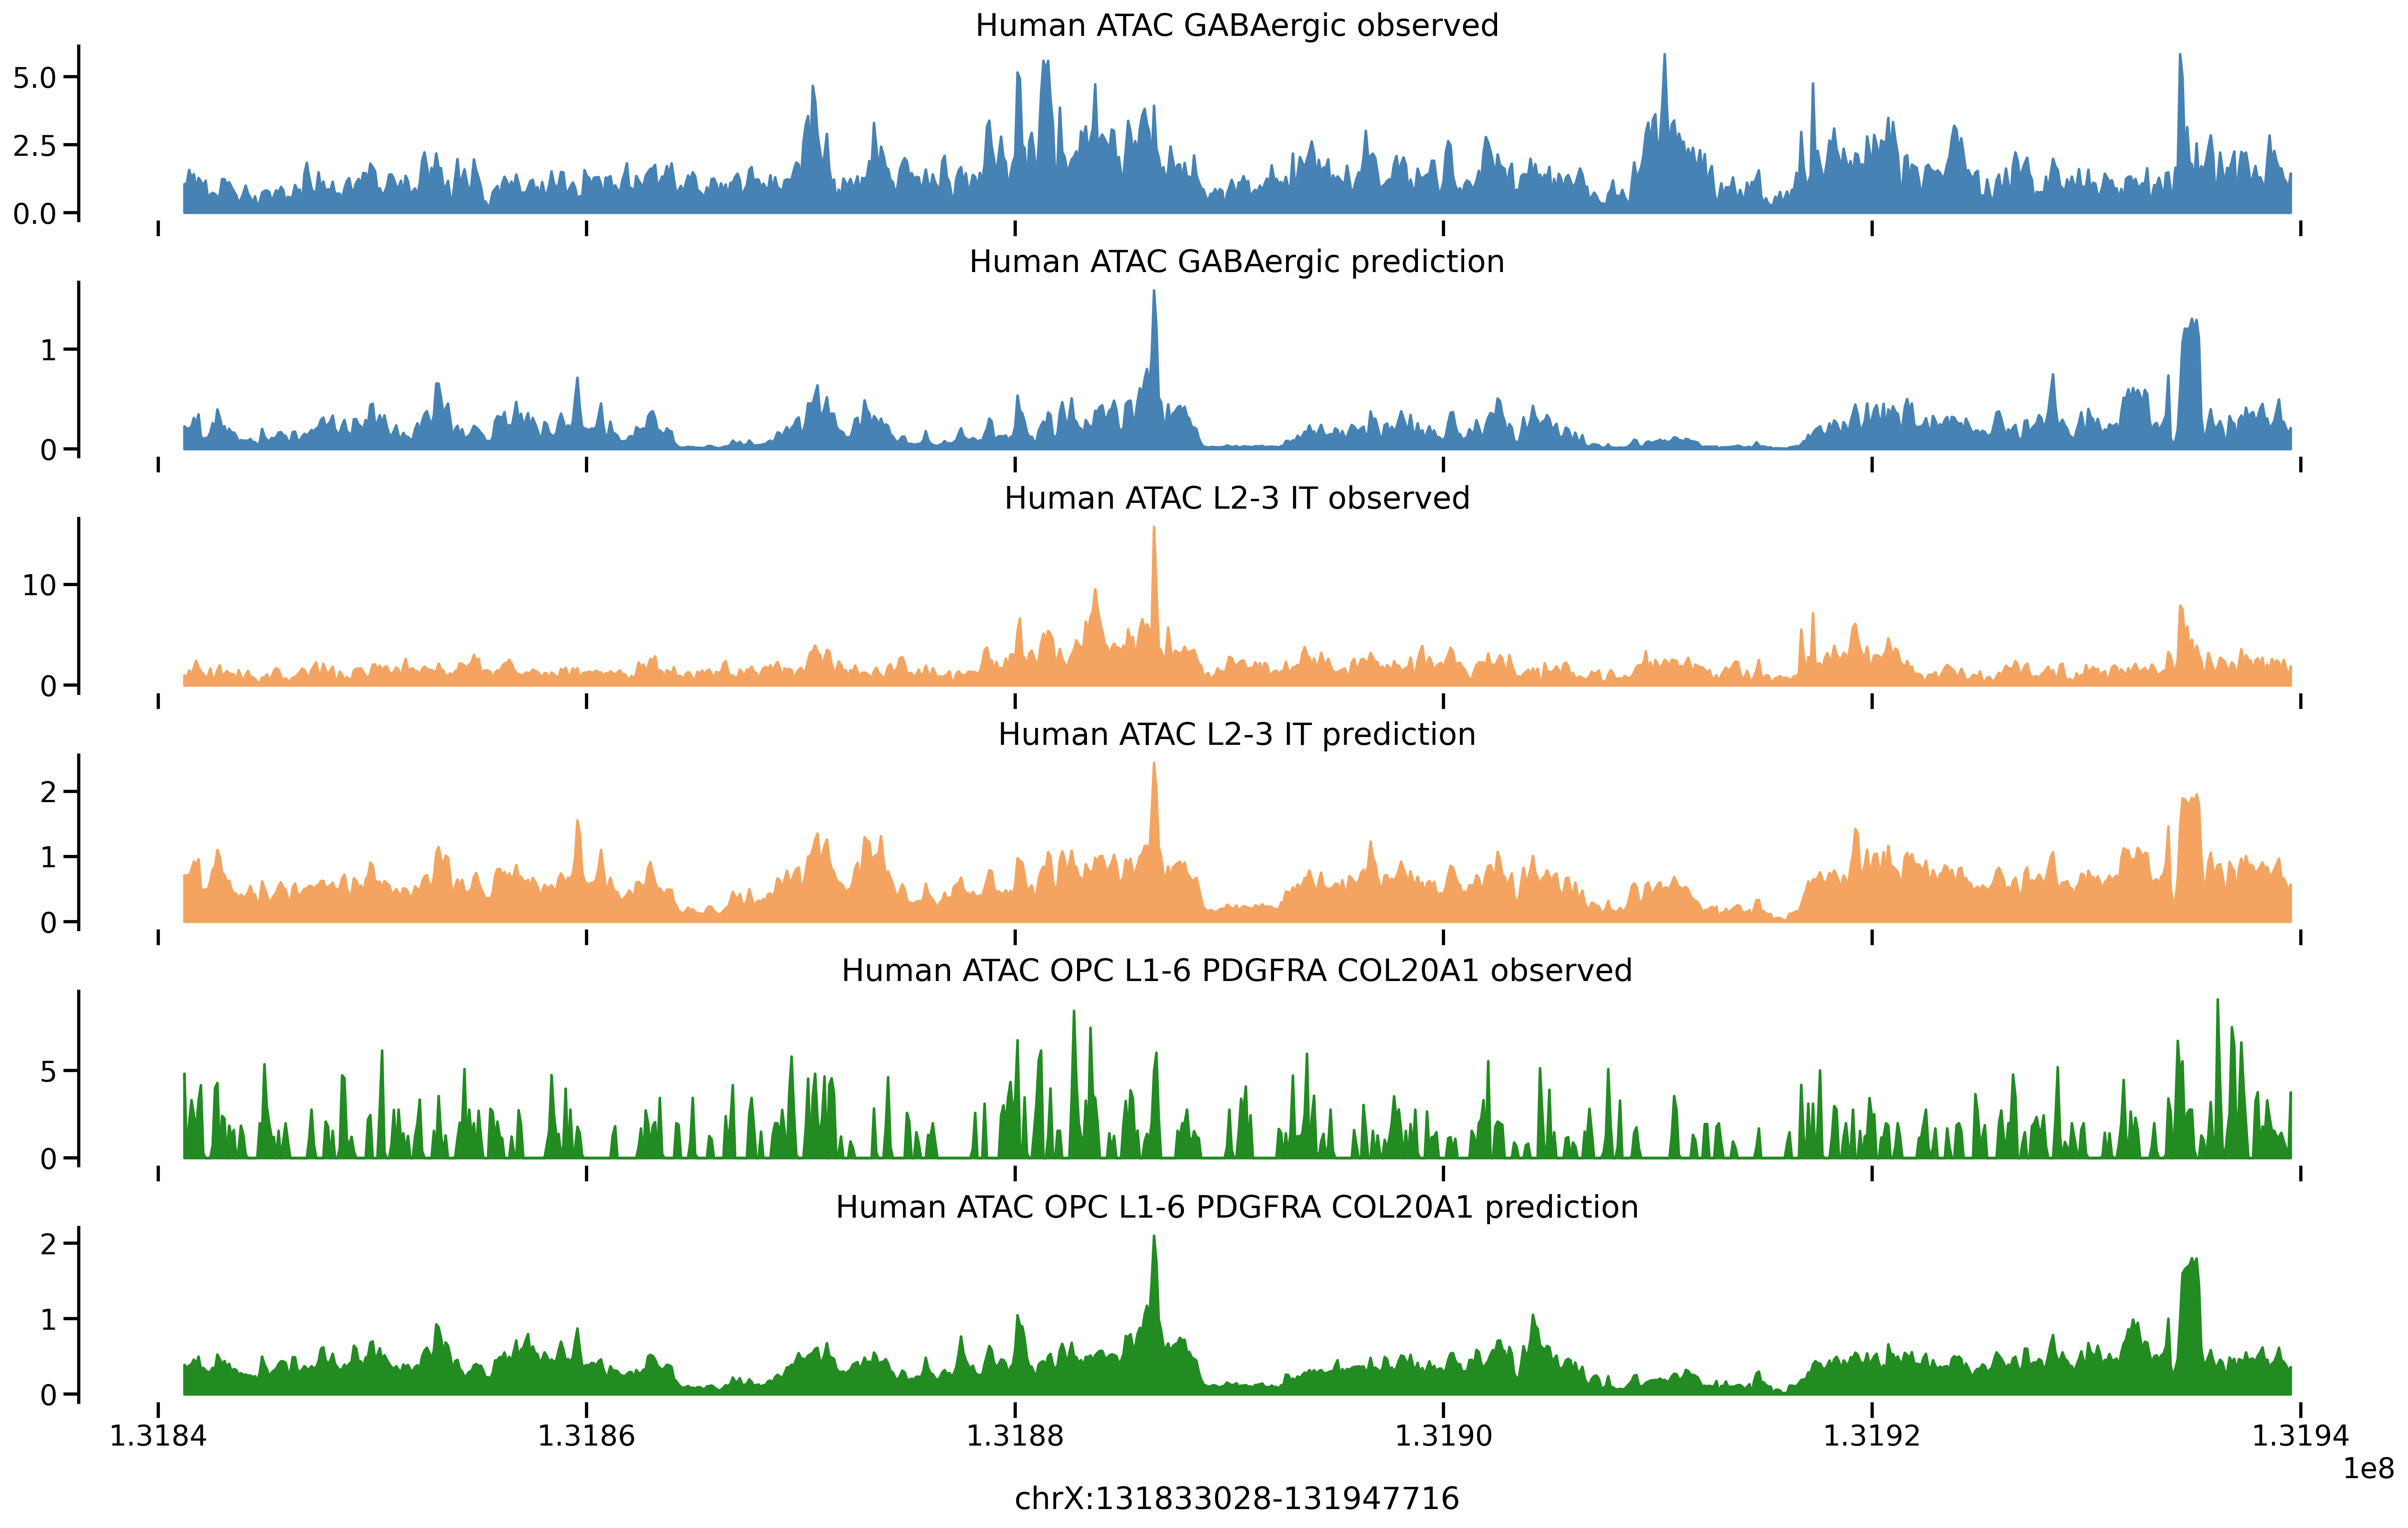 Human ATAC GABAergic observed
5.0
2.5
0.0
Human ATAC GABAergic prediction
1
0
Human ATAC L2-3 IT observed
10
0
Human ATAC L2-3 IT prediction
2
1
0
Human ATAC OPC L1-6 PDGFRA COL20A1 observed
5
0
Human ATAC OPC L1-6 PDGFRA COL20A1 prediction
2
1
0
1.3184 1.3186 1.3188 1.3190 1.3192 1.3194
1e8
chrX:131833028-131947716